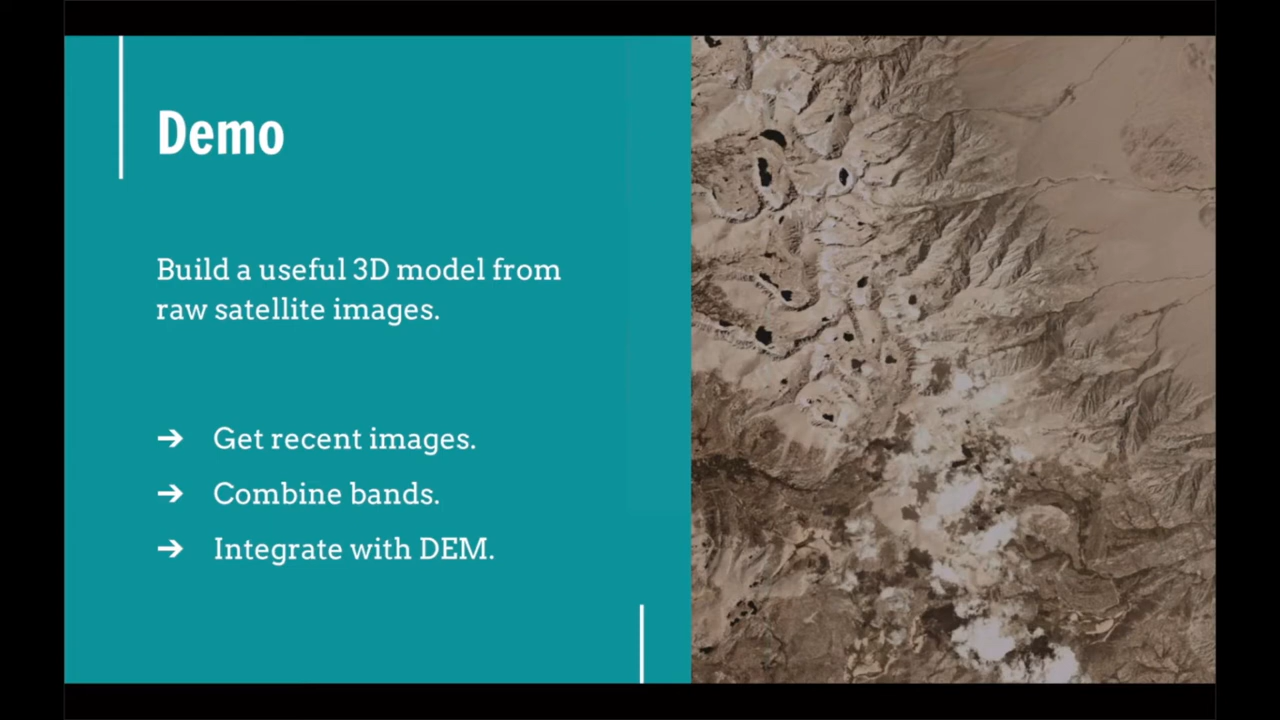 Demo
Build a useful 3D model from
raw satellite images.
➔ Get recent images.
➔ Combine bands.
➔ Integrate with DEM.